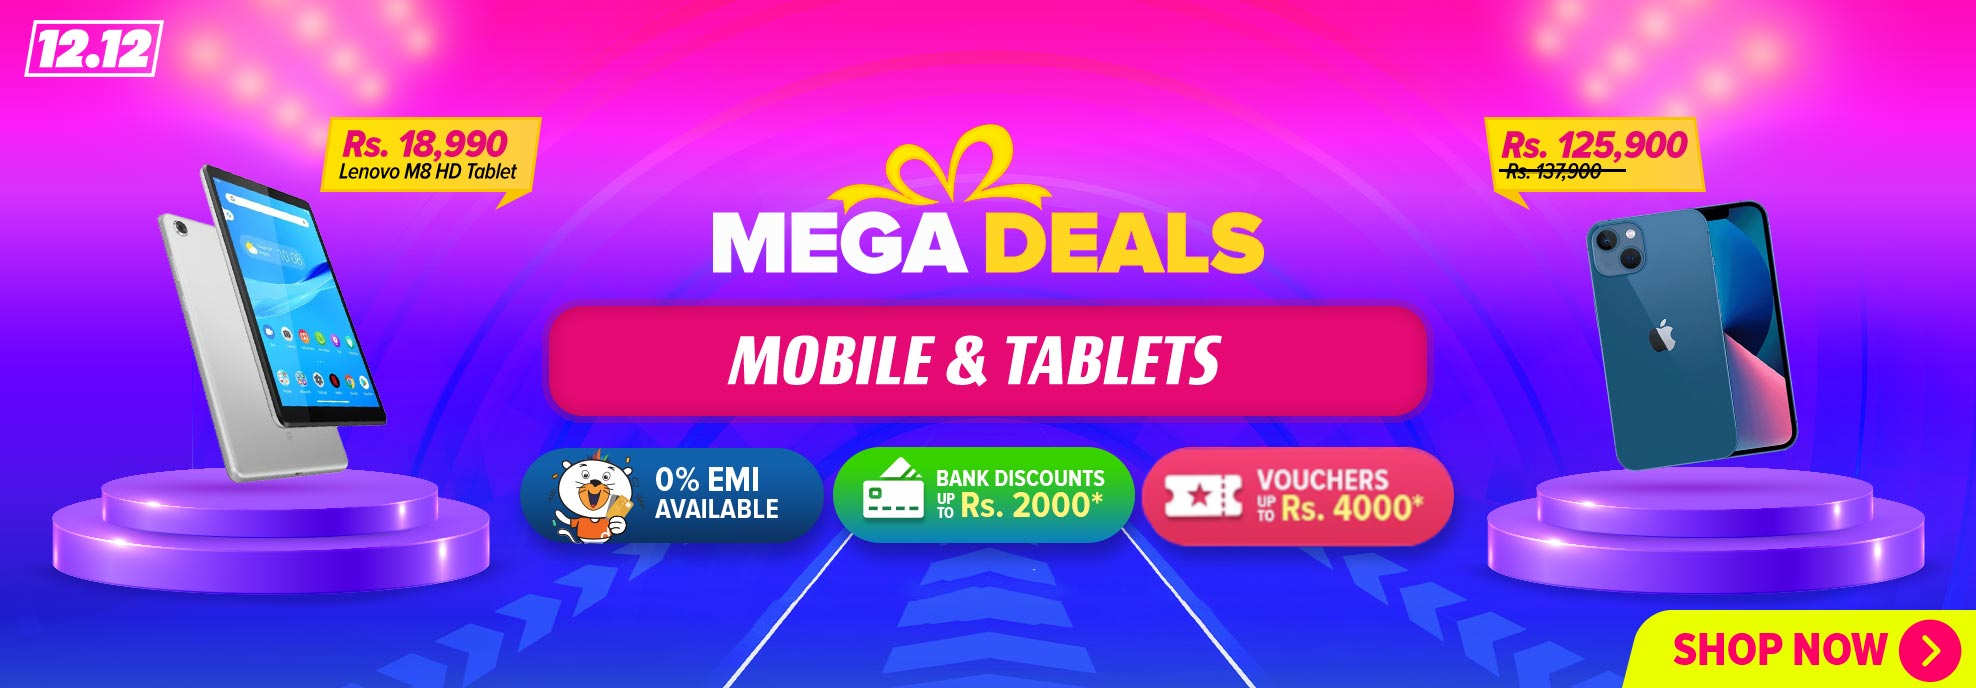 12.12
Rs. 18,990
Lenovo M8 HD Tablet
Rs. 125,900
Rs. 137,900
MEGA DEALS
MOBILE & TABLETS
0% EMI
AVAILABLE
BANK DISCOUNTS
UP TO Rs. 2000*
VOUCHERS
UP TO Rs. 4000*
SHOP NOW